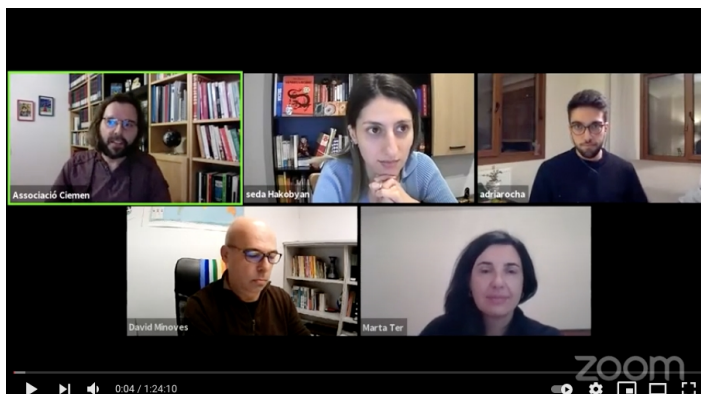 Associació Ciemen
seda Hakobyan
adriarocha
David Minoves
Marta Ter
zoom
0:04 / 1:24:10